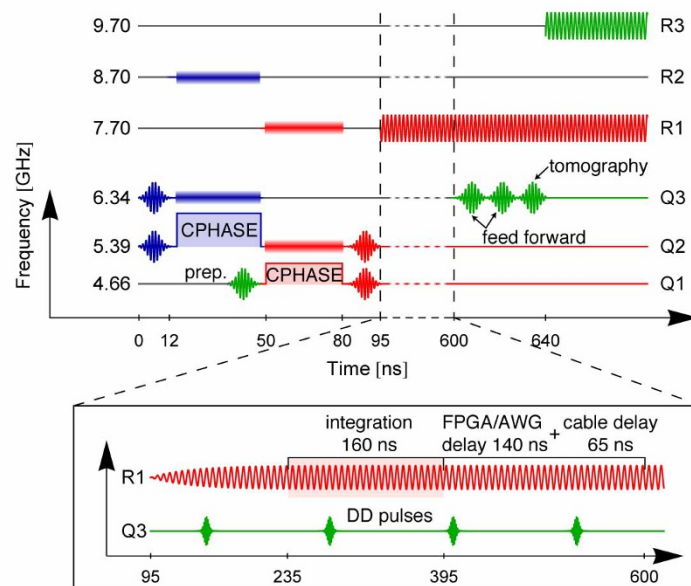 9.70 R3
8.70 R2
7.70 R1
tomography
6.34 Q3
CPHASE feed forward
5.39 Q2
prep. CPHASE
4.66 Q1
Frequency [GHz]
0 12 50 80 95 600 640
Time [ns]
integration FPGA/AWG + cable delay
160 ns delay 140 ns 65 ns
R1
DD pulses
Q3
95 235 395 600